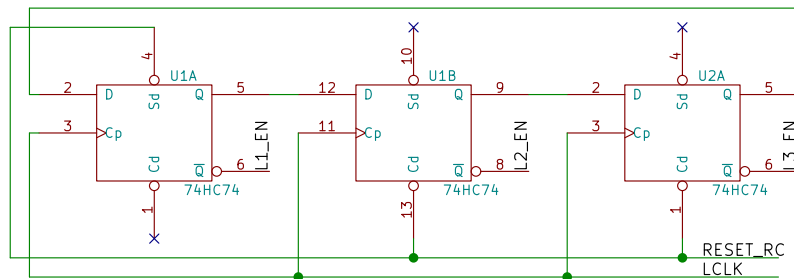 4 10 4
U1A U1B U2A
2 D Sd Q 5 12 D Sd Q 9 2 D Sd Q 5
3 Cp 11 Cp 3 Cp
L1_EN L2_EN L3_EN
Cd Q 6 Cd Q 8 Cd Q 6
74HC74 74HC74 74HC74
1 13 1
RESET_RC
LCLK